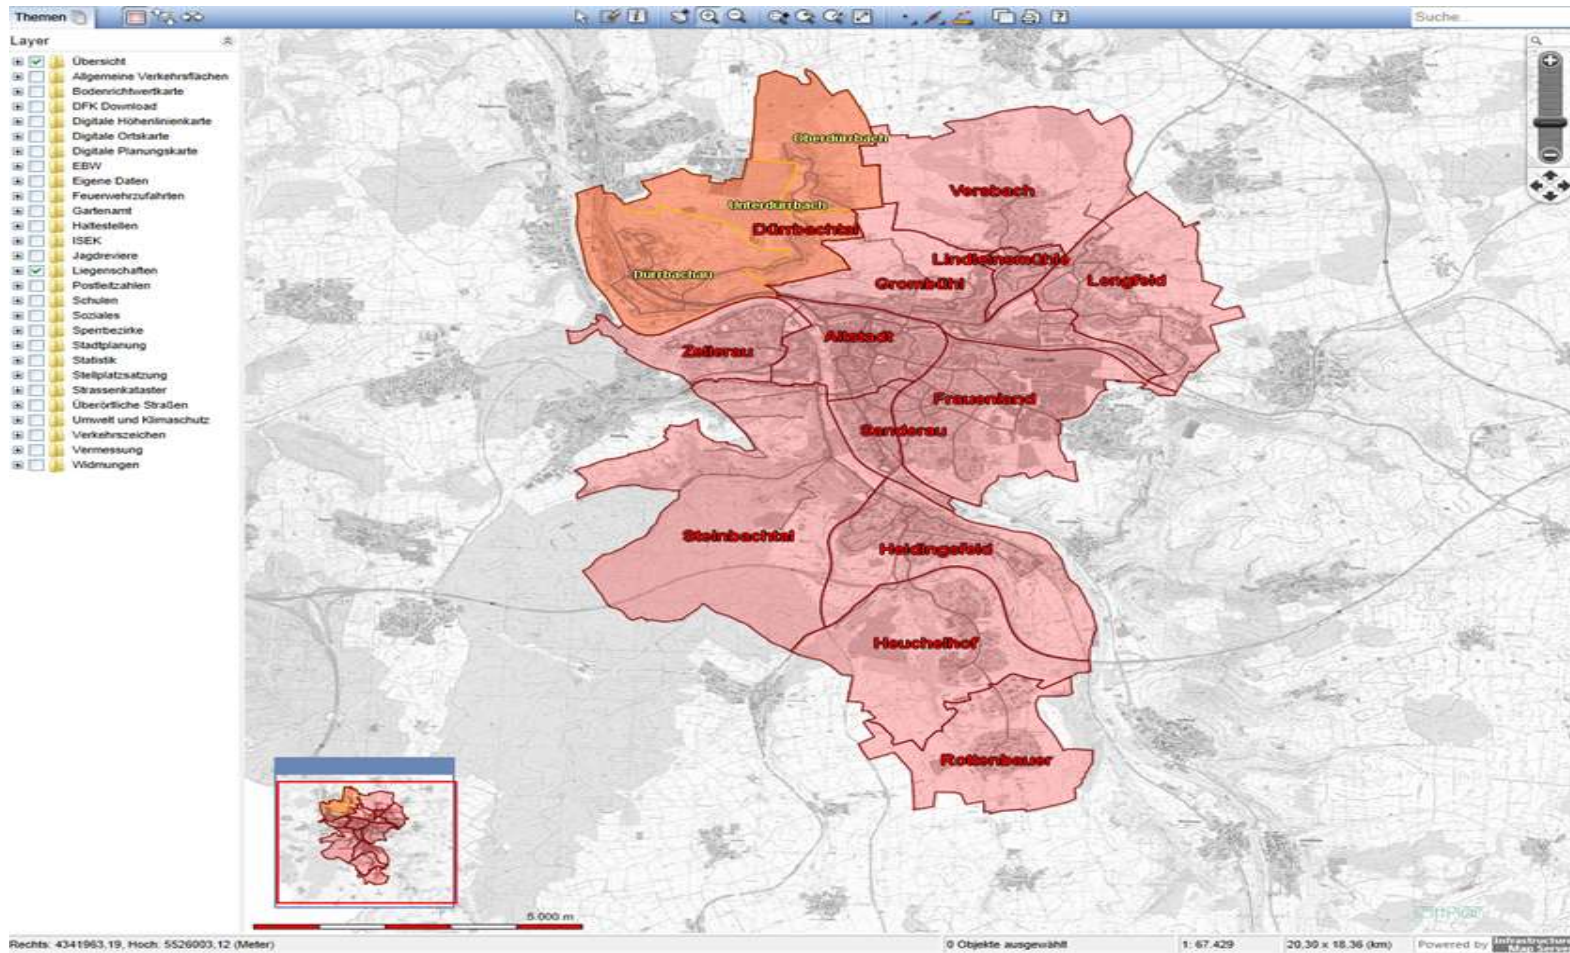 Themen
Suche...
Layer
Übersicht
Allgemeine Verkehrsflächen
Bodenrichtwertkarte
DFK Download
Digitale Höhenlinienkarte
Digitale Ortskarte
Digitale Planungskarte
EBW
Eigene Daten
Feuerwehrzufahrten
Gartenamt
Haltestellen
ISEK
Jagdreviere
Liegenschaften
Postleitzahlen
Schulen
Soziales
Sperrbezirke
Stadtplanung
Statistik
Stellplatzsatzung
Strassenkataster
Überörtliche Straßen
Umwelt und Klimaschutz
Verkehrszeichen
Vermessung
Widmungen
Oberdürrbach
Versbach
Unterdürrbach
Dürrbachtal
Lindleinsmühle
Dürrbachau
Grombühl
Lengfeld
Altstadt
Zellerau
Frauenland
Sanderau
Steinbachtal
Heidingsfeld
Heuchelhof
Rottenbauer
5.000 m
Rechts: 4341963,19, Hoch: 5526003,12 (Meter)
0 Objekte ausgewählt
1: 67.429
20,30 x 18,36 (km)
Powered by
Infrastructure
Map Server